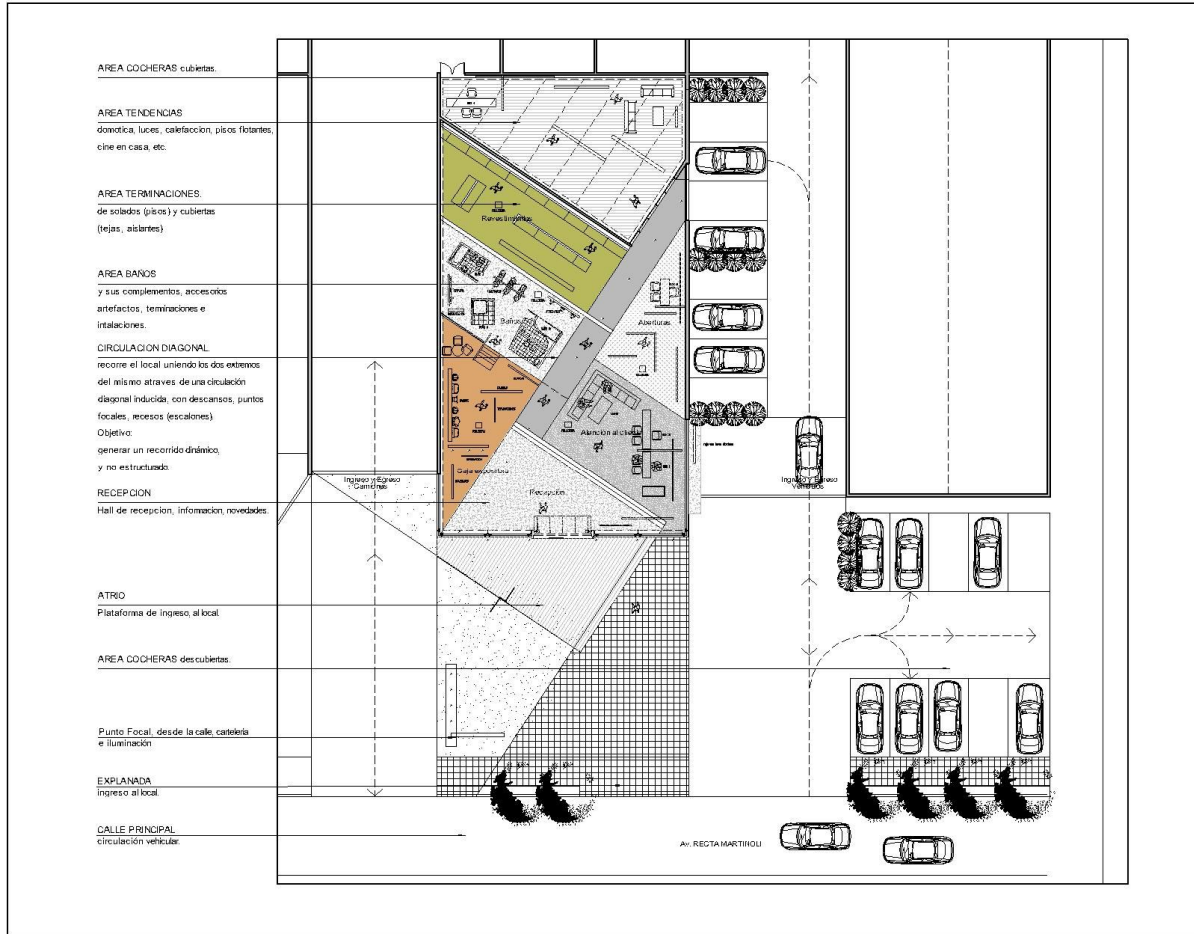 AREA COCHERAS cubiertas.
AREA TENDENCIAS
domotica, luces, calefaccion, pisos flotantes,
cine en casa, etc.
AREA TERMINACIONES.
de solados (pisos) y cubiertas
(tejas, aislantes)
AREA BAÑOS
y sus complementos, accesorios
artefactos, terminaciones e
intalaciones.
CIRCULACION DIAGONAL
recorre el local uniendo los dos extremos
del mismo atraves de una circulación
diagonal inducida, con descansos, puntos
focales, recesos (escalones).
Objetivo:
generar un recorrido dinámico,
y no estructurado.
RECEPCION
Hall de recepcion, informacion, novedades.
ATRIO
Plataforma de ingreso, al local.
AREA COCHERAS descubiertas.
Punto Focal, desde la calle, carteleria
e iluminación
EXPLANADA
ingreso al local.
CALLE PRINCIPAL
circulación vehicular.
Revestimientos
Baños
Aberturas
Atencion al cliente
Caja expositora
Recepción
Ingreso y Egreso
Camiones
Ingreso y Egreso
Vehiculos
Av. RECTA MARTINOLI